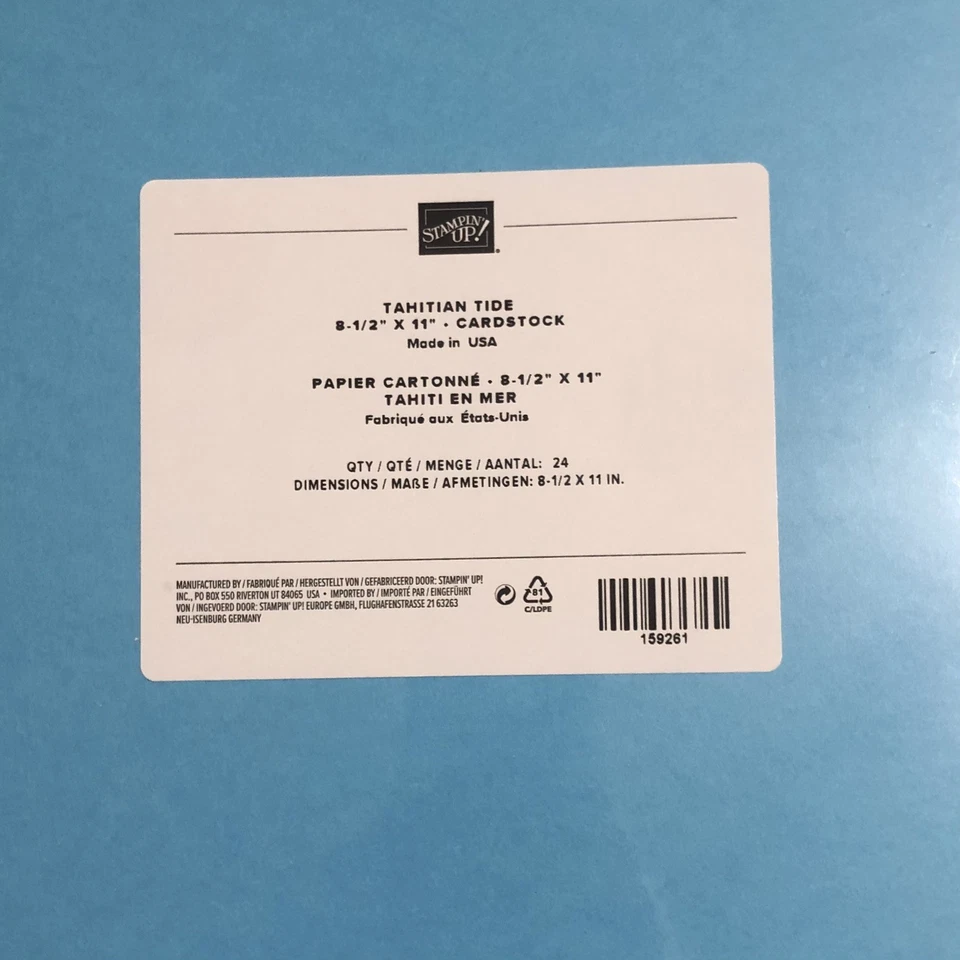 STAMPIN' UP!
TAHITIAN TIDE
8-1/2" X 11" • CARDSTOCK
Made in USA
PAPIER CARTONNÉ • 8-1/2" X 11"
TAHITI EN MER
Fabriqué aux États-Unis
QTY / QTÉ / MENGE / AANTAL: 24
DIMENSIONS / MAßE / AFMETINGEN: 8-1/2 X 11 IN.
MANUFACTURED BY / FABRIQUÉ PAR / HERGESTELLT VON / GEFABRICEERD DOOR: STAMPIN' UP!
INC., PO BOX 550 RIVERTON UT 84065 USA • IMPORTED BY / IMPORTÉ PAR / EINGEFÜHRT
VON / INGEVOERD DOOR: STAMPIN' UP! EUROPE GMBH, FLUGHAFENSTRASSE 21 63263
NEU-ISENBURG GERMANY
81
C/LDPE
159261